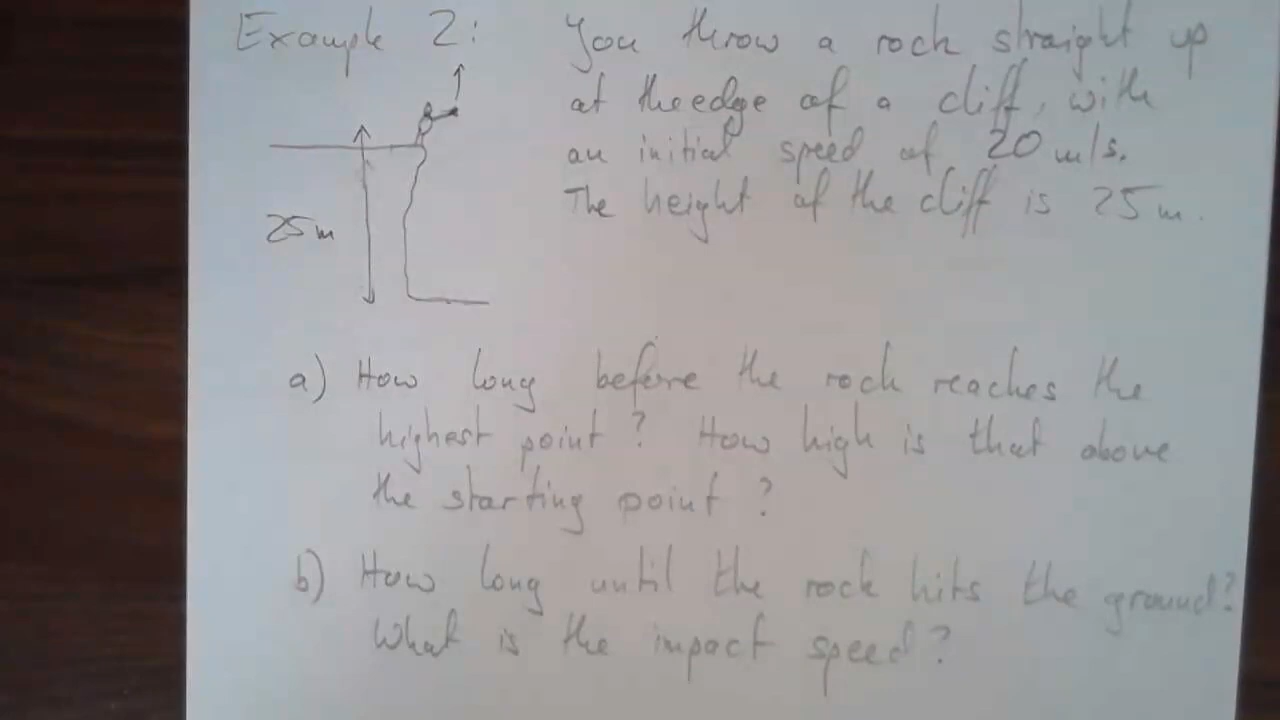 Example 2: You throw a rock straight up
at the edge of a cliff, with
an initial speed of 20 m/s.
The height of the cliff is 25 m.
25 m
a) How long before the rock reaches the
highest point? How high is that above
the starting point?
b) How long until the rock hits the ground?
What is the impact speed?